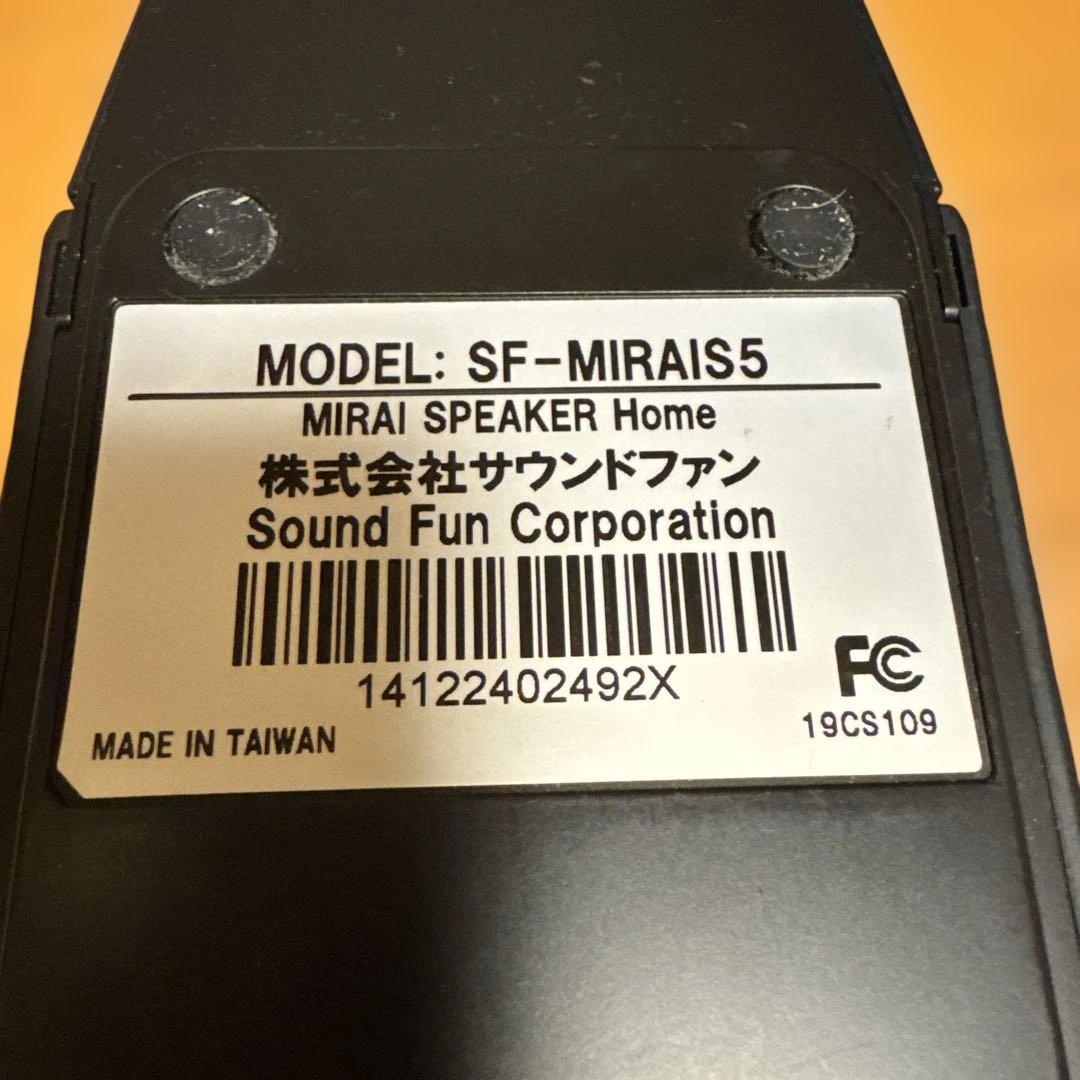 MODEL: SF-MIRAIS5
MIRAI SPEAKER Home
株式会社サウンドファン
Sound Fun Corporation
14122402492X
FC
19CS109
MADE IN TAIWAN